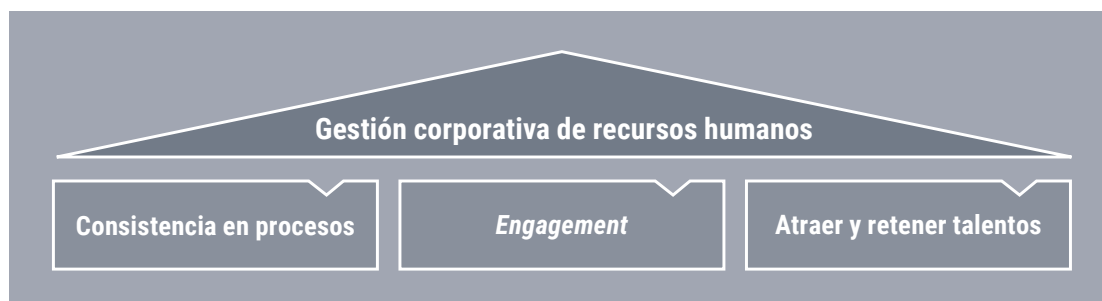 Gestión corporativa de recursos humanos
Consistencia en procesos
Engagement
Atraer y retener talentos